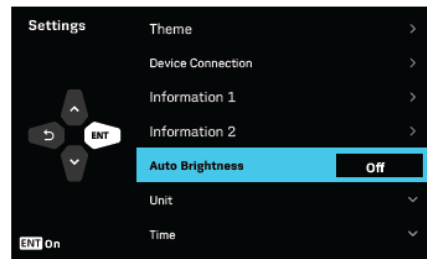 Settings
Theme
Device Connection
Information 1
Information 2
ENT
Auto Brightness Off
Unit
Time
ENT On